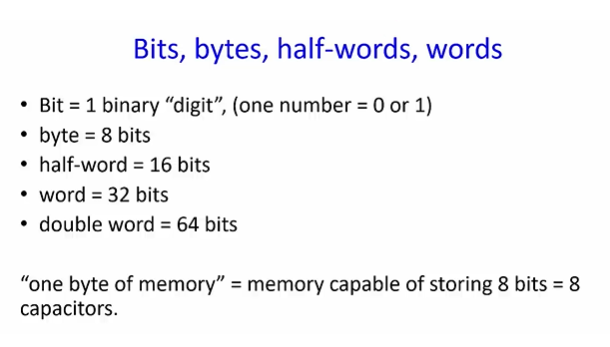 Bits, bytes, half-words, words
• Bit = 1 binary “digit”, (one number = 0 or 1)
• byte = 8 bits
• half-word = 16 bits
• word = 32 bits
• double word = 64 bits
“one byte of memory” = memory capable of storing 8 bits = 8
capacitors.